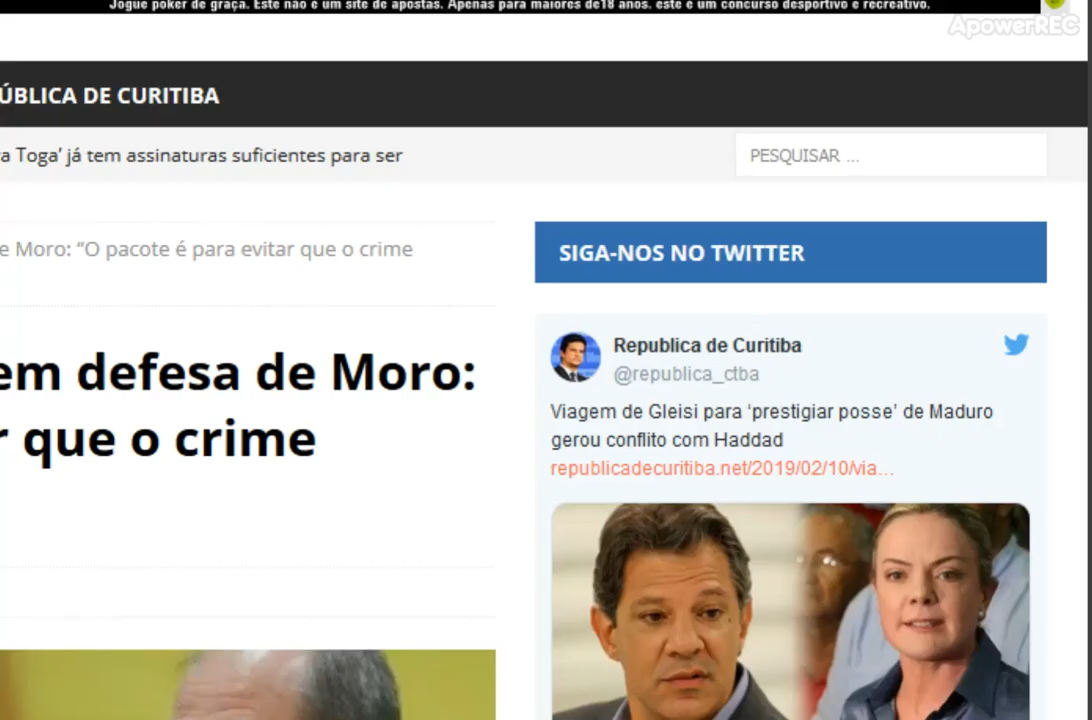 Jogue poker de graça. Este não é um site de apostas. Apenas para maiores de18 anos. este é um concurso desportivo e recreativo.
ApowerREC
ÚBLICA DE CURITIBA
a Toga' já tem assinaturas suficientes para ser
PESQUISAR ...
e Moro: “O pacote é para evitar que o crime
SIGA-NOS NO TWITTER
em defesa de Moro:
r que o crime
Republica de Curitiba
@republica_ctba
Viagem de Gleisi para ‘prestigiar posse’ de Maduro
gerou conflito com Haddad
republicadecuritiba.net/2019/02/10/via…